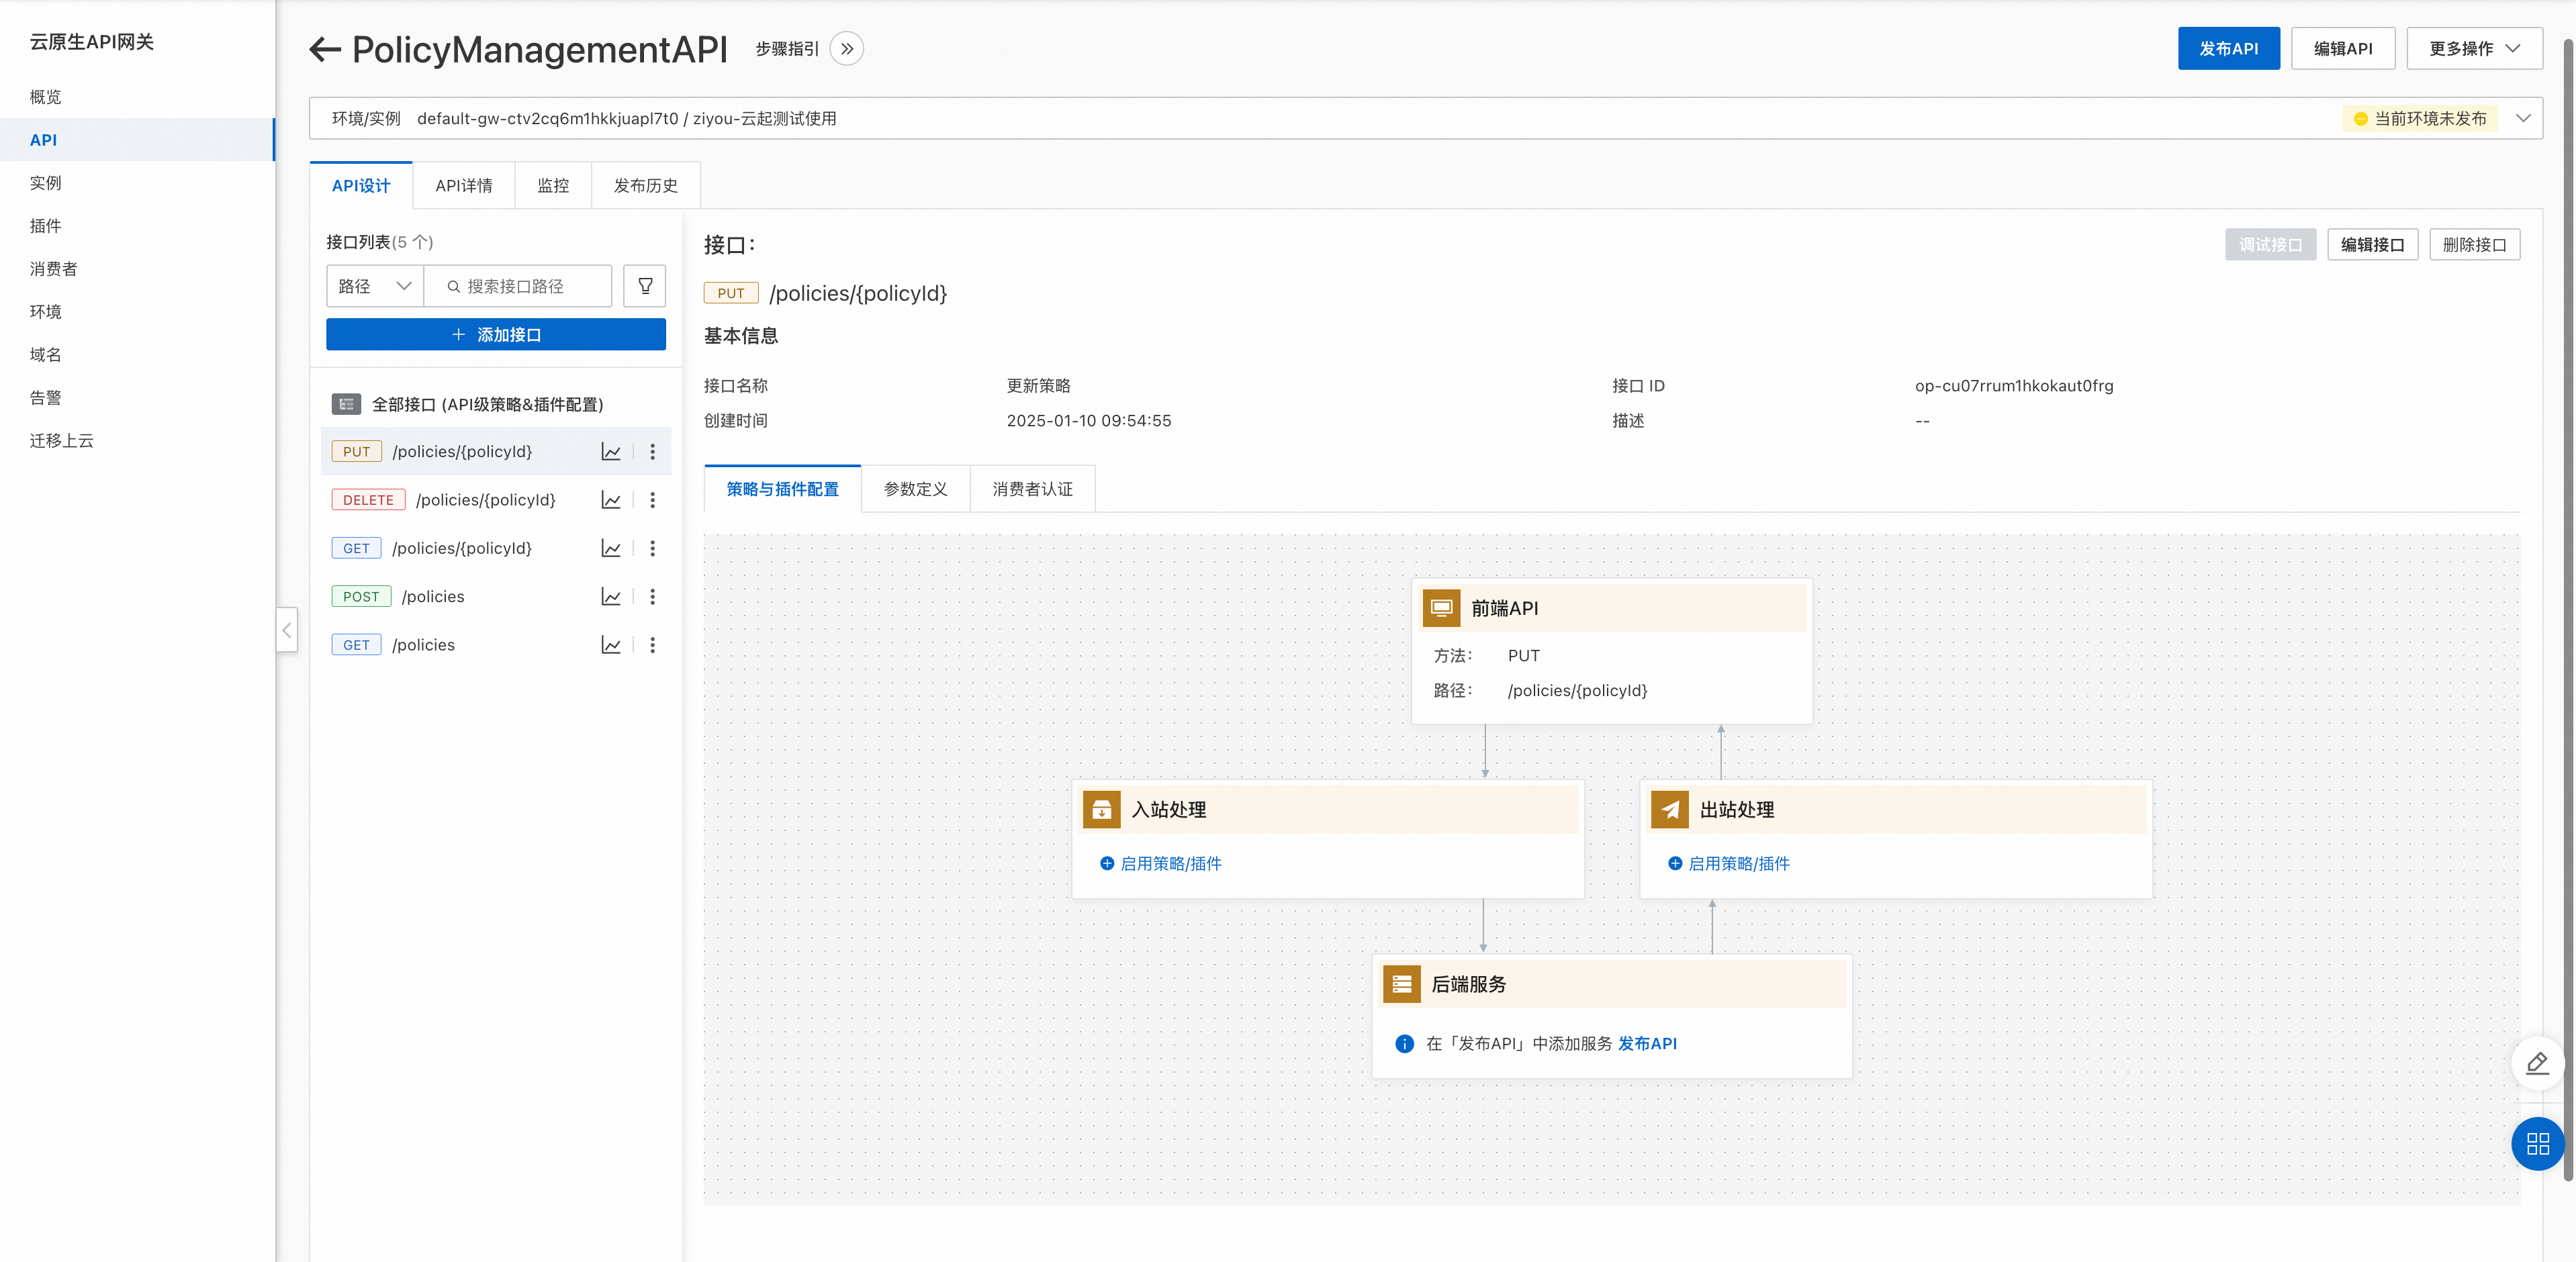 云原生API网关
概览
API
实例
插件
消费者
环境
域名
告警
迁移上云
PolicyManagementAPI 步骤指引
发布API 编辑API 更多操作
环境/实例 default-gw-ctv2cq6m1hkkjuapl7t0 / ziyou-云起测试使用 当前环境未发布
API设计 API详情 监控 发布历史
接口列表(5 个)
路径 搜索接口路径
添加接口
全部接口 (API级策略&插件配置)
PUT /policies/{policyId}
DELETE /policies/{policyId}
GET /policies/{policyId}
POST /policies
GET /policies
接口：
调试接口 编辑接口 删除接口
PUT /policies/{policyId}
基本信息
接口名称 更新策略 接口 ID op-cu07rrum1hkokaut0frg
创建时间 2025-01-10 09:54:55 描述 --
策略与插件配置 参数定义 消费者认证
前端API
方法： PUT
路径： /policies/{policyId}
入站处理
启用策略/插件
出站处理
启用策略/插件
后端服务
在「发布API」中添加服务 发布API